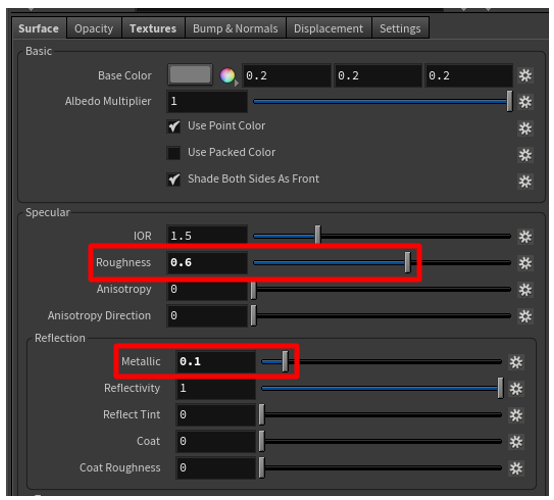 Surface Opacity Textures Bump & Normals Displacement Settings
Basic
Base Color 0.2 0.2 0.2
Albedo Multiplier 1
Use Point Color
Use Packed Color
Shade Both Sides As Front
Specular
IOR 1.5
Roughness 0.6
Anisotropy 0
Anisotropy Direction 0
Reflection
Metallic 0.1
Reflectivity 1
Reflect Tint 0
Coat 0
Coat Roughness 0